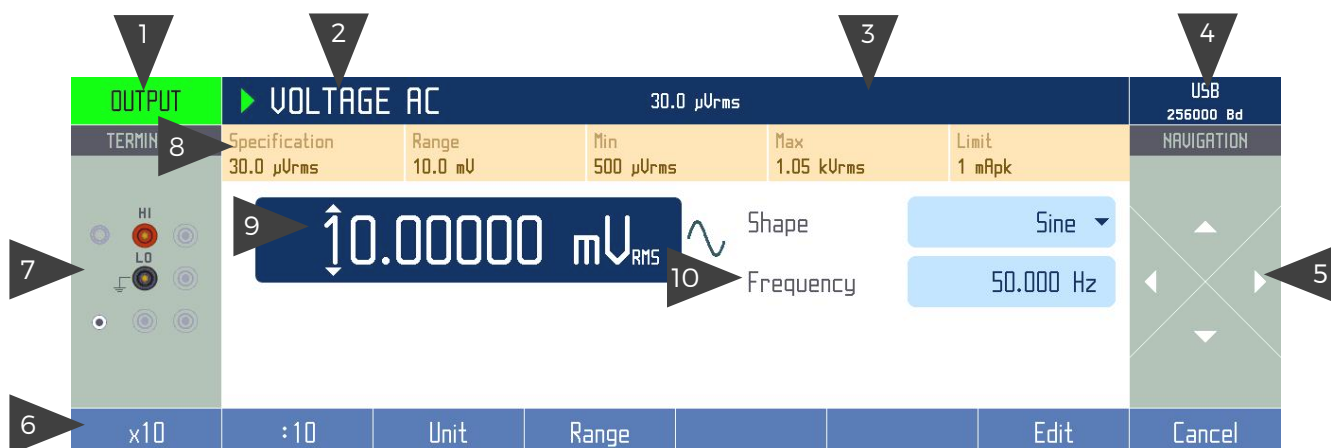 1 2 3 4
OUTPUT VOLTAGE AC 30.0 µVrms USB
256000 Bd
TERMIN 8 Specification Range Min Max Limit NAVIGATION
30.0 µVrms 10.0 mV 500 µVrms 1.05 kVrms 1 mApk
HI
LO
7
9 10.00000 mV RMS
Shape Sine
10 Frequency 50.000 Hz
5
6 x10 :10 Unit Range Edit Cancel